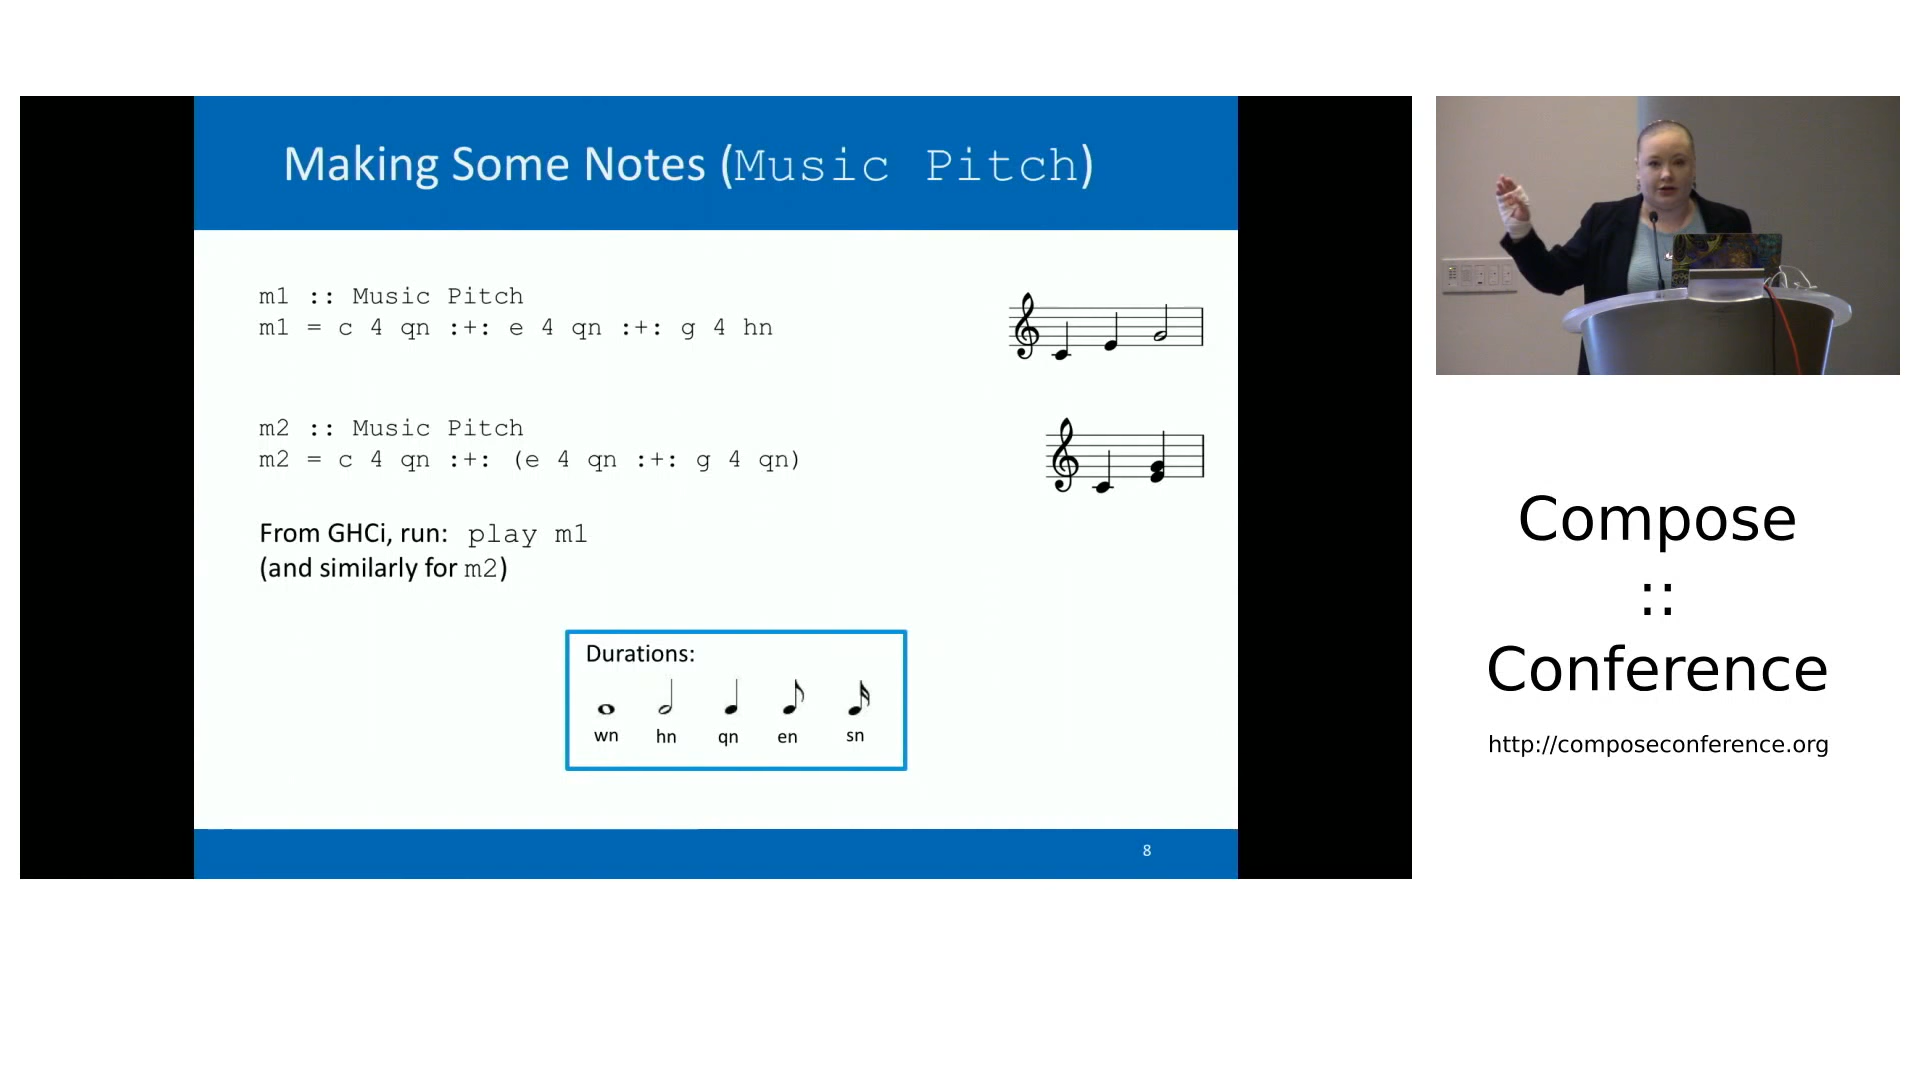 Making Some Notes (Music Pitch)
m1 :: Music Pitch
m1 = c 4 qn :+: e 4 qn :+: g 4 hn
m2 :: Music Pitch
m2 = c 4 qn :+: (e 4 qn :+: g 4 qn)
From GHCi, run: play m1
(and similarly for m2)
Durations:
wn hn qn en sn
8
Compose
::
Conference
http://composeconference.org